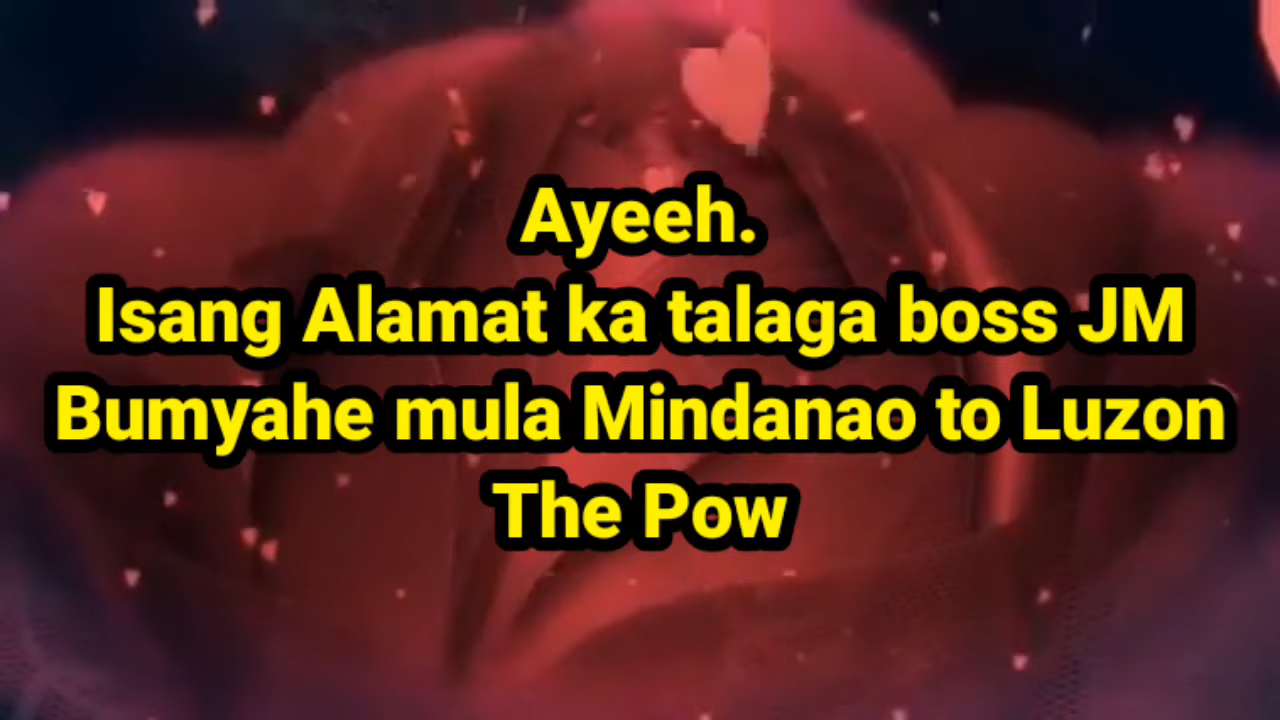 Ayeeh.
Isang Alamat ka talaga boss JM
Bumyahe mula Mindanao to Luzon
The Pow